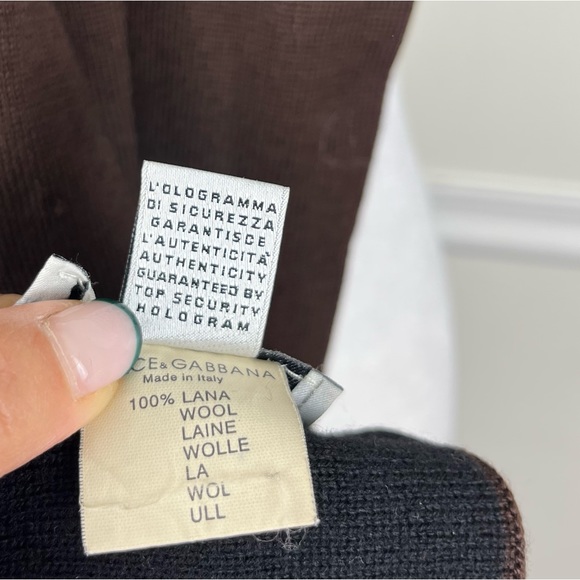 L'OLOGRAMMA
DI SICUREZZA
GARANTISCE
L'AUTENTICITÀ
AUTHENTICITY
GUARANTEED BY
TOP SECURITY
HOLOGRAM
CE & GABBANA
Made in Italy
100% LANA
WOOL
LAINE
WOLLE
LA
WOL
ULL